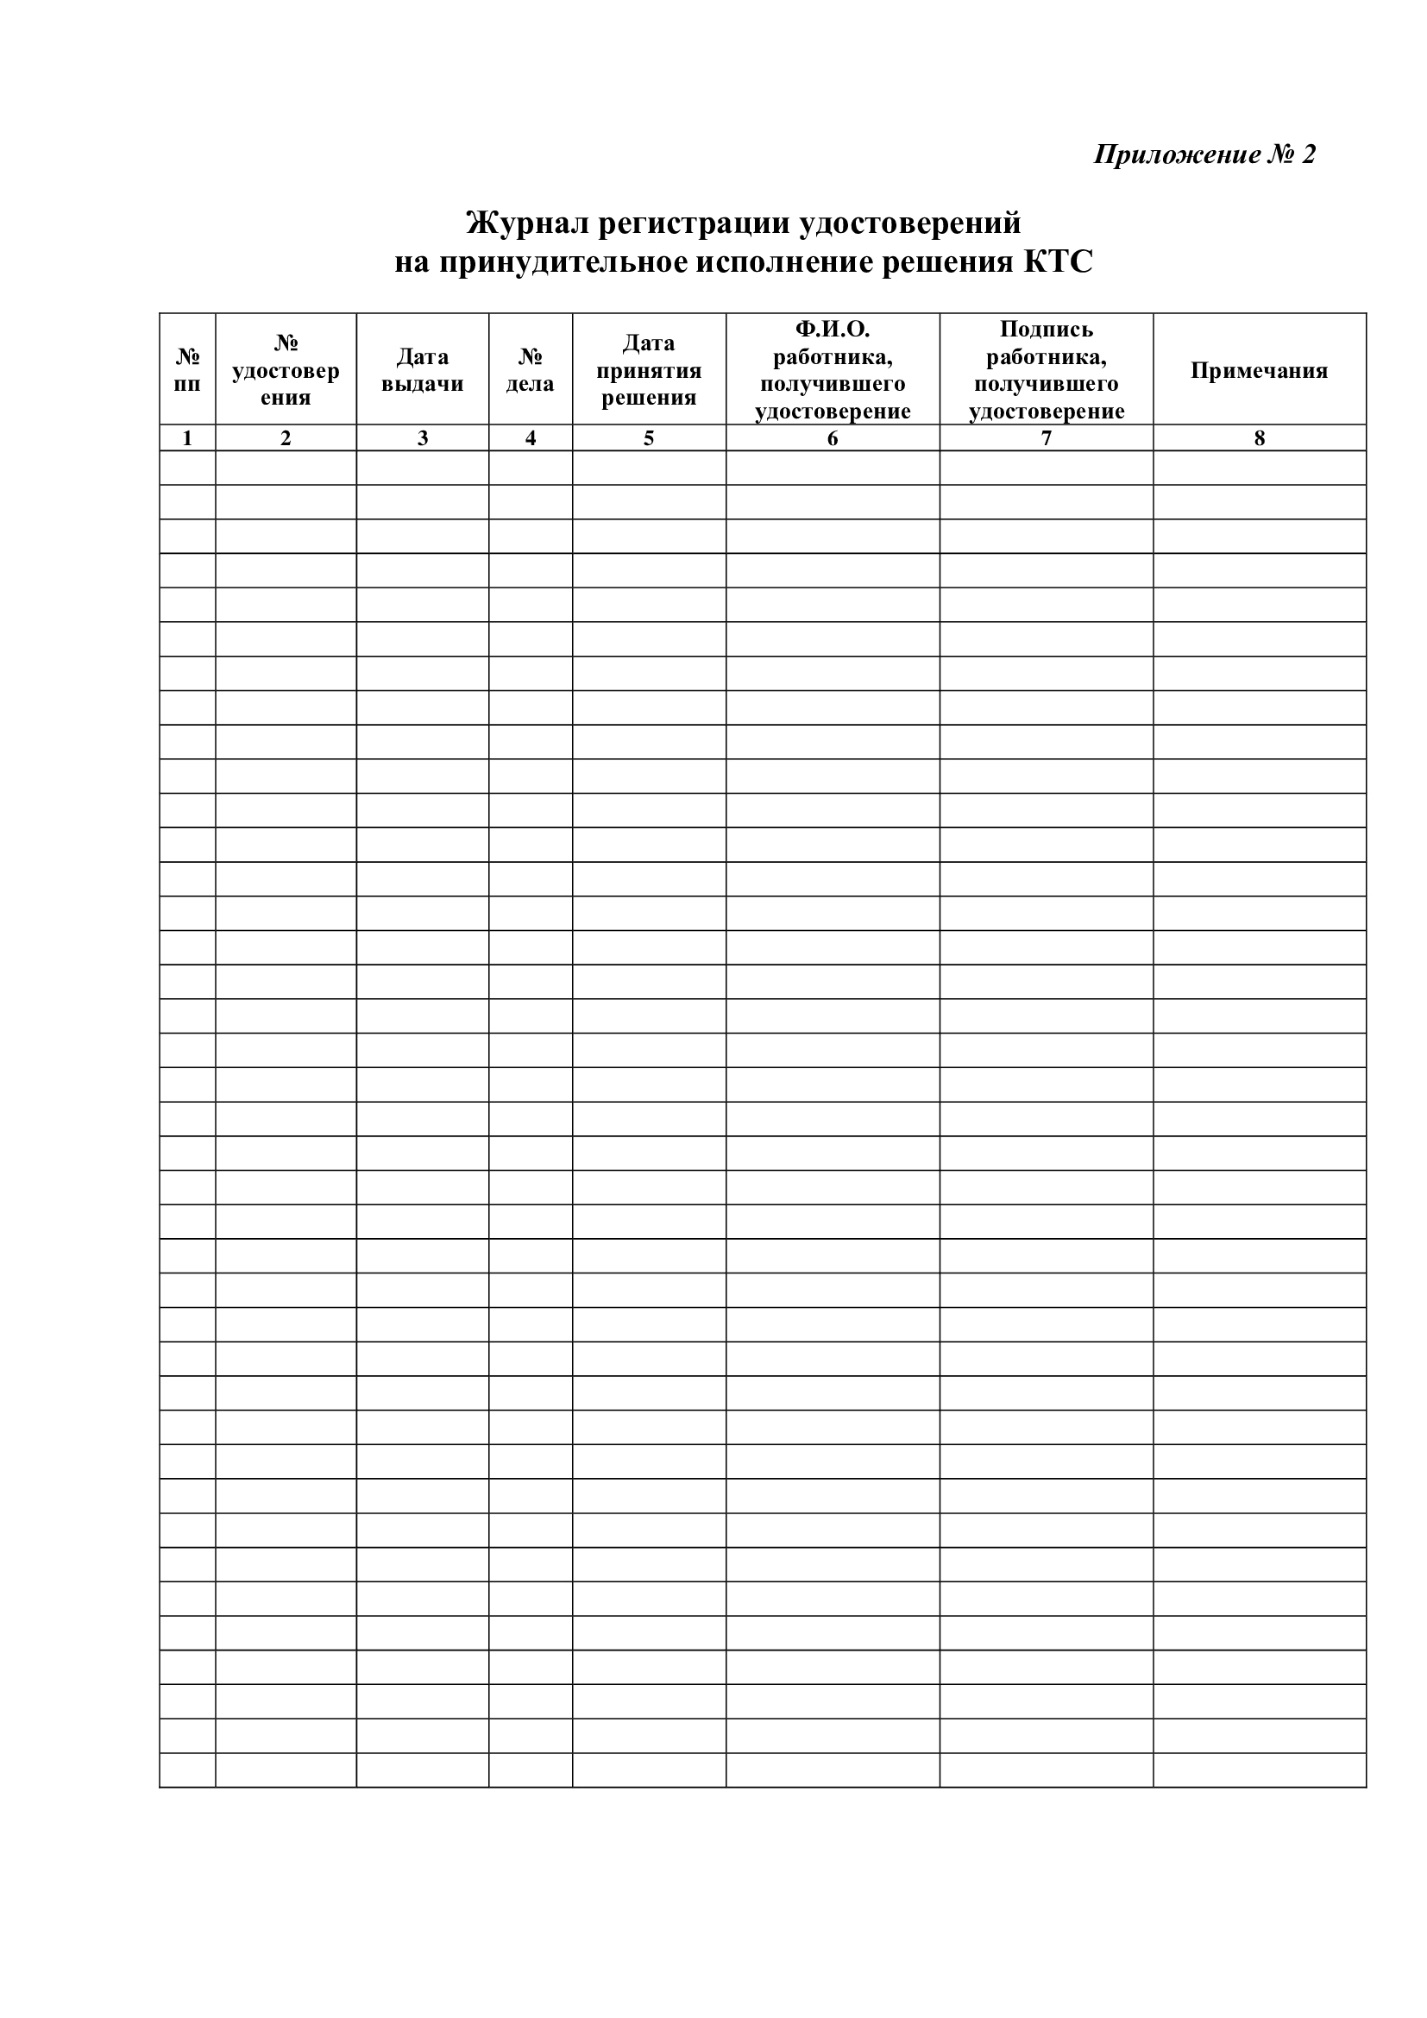 Приложение № 2
Журнал регистрации удостоверений
на принудительное исполнение решения КТС
№
пп
№
удостовер
ения
Дата
выдачи
№
дела
Дата
принятия
решения
Ф.И.О.
работника,
получившего
удостоверение
Подпись
работника,
получившего
удостоверение
Примечания
1 2 3 4 5 6 7 8